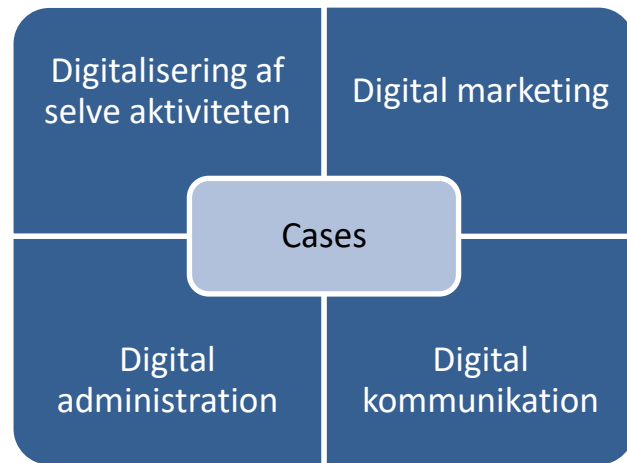 Digitalisering af
selve aktiviteten
Digital marketing
Cases
Digital
administration
Digital
kommunikation